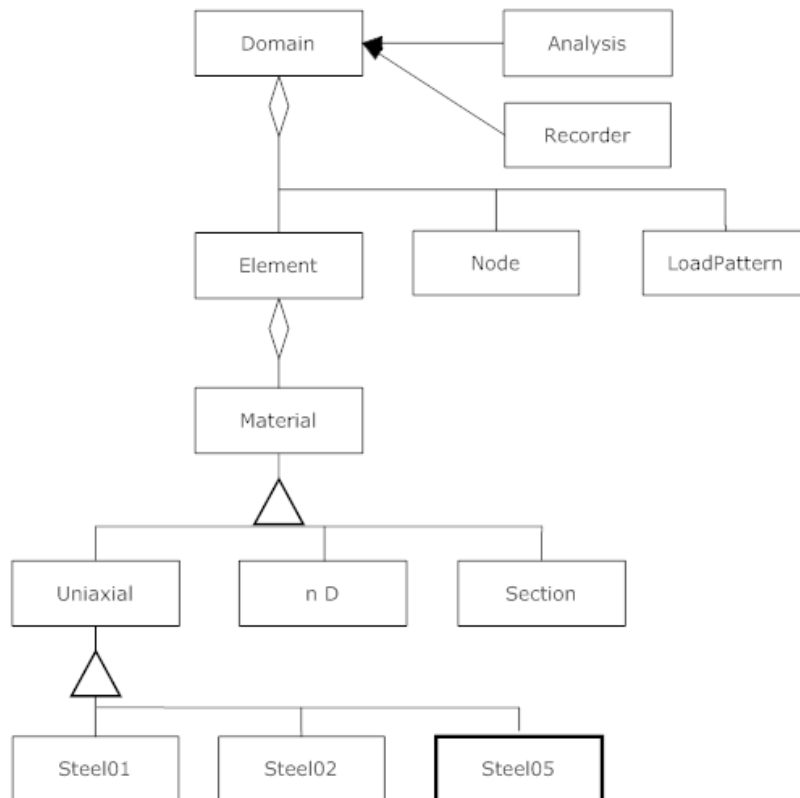 Domain
Analysis
Recorder
Element
Node
LoadPattern
Material
Uniaxial
n D
Section
Steel01
Steel02
Steel05